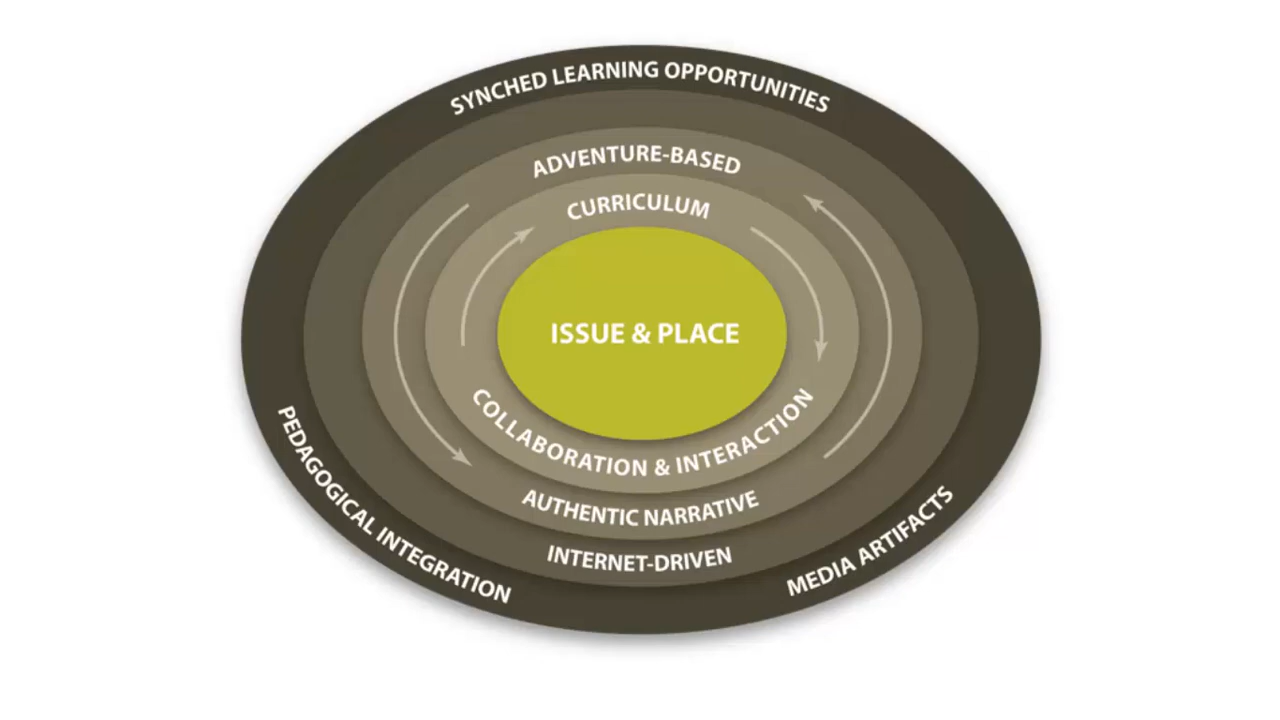 SYNCHED LEARNING OPPORTUNITIES
ADVENTURE-BASED
CURRICULUM
ISSUE & PLACE
COLLABORATION & INTERACTION
AUTHENTIC NARRATIVE
INTERNET-DRIVEN
PEDAGOGICAL INTEGRATION
MEDIA ARTIFACTS